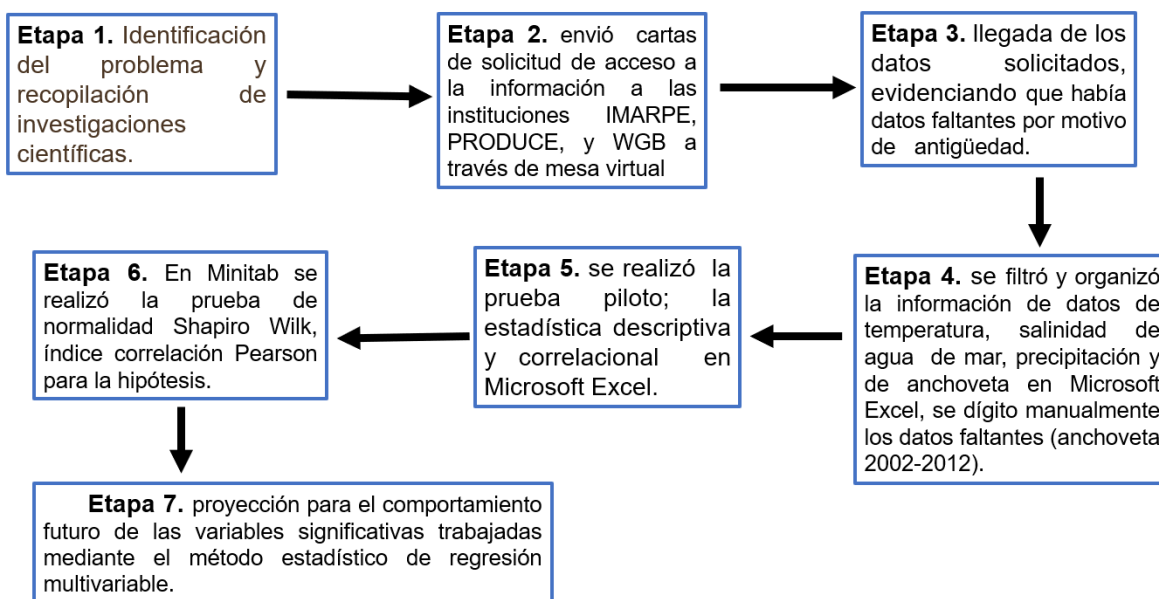 Etapa 1. Identificación
del problema y
recopilación de
investigaciones
científicas.
Etapa 2. envió cartas
de solicitud de acceso a
la información a las
instituciones IMARPE,
PRODUCE, y WGB a
través de mesa virtual
Etapa 3. llegada de los
datos solicitados,
evidenciando que había
datos faltantes por motivo
de antigüedad.
Etapa 4. se filtró y organizó
la información de datos de
temperatura, salinidad de
agua de mar, precipitación y
de anchoveta en Microsoft
Excel, se dígito manualmente
los datos faltantes (anchoveta
2002-2012).
Etapa 5. se realizó la
prueba piloto; la
estadística descriptiva
y correlacional en
Microsoft Excel.
Etapa 6. En Minitab se
realizó la prueba de
normalidad Shapiro Wilk,
índice correlación Pearson
para la hipótesis.
Etapa 7. proyección para el comportamiento
futuro de las variables significativas trabajadas
mediante el método estadístico de regresión
multivariable.